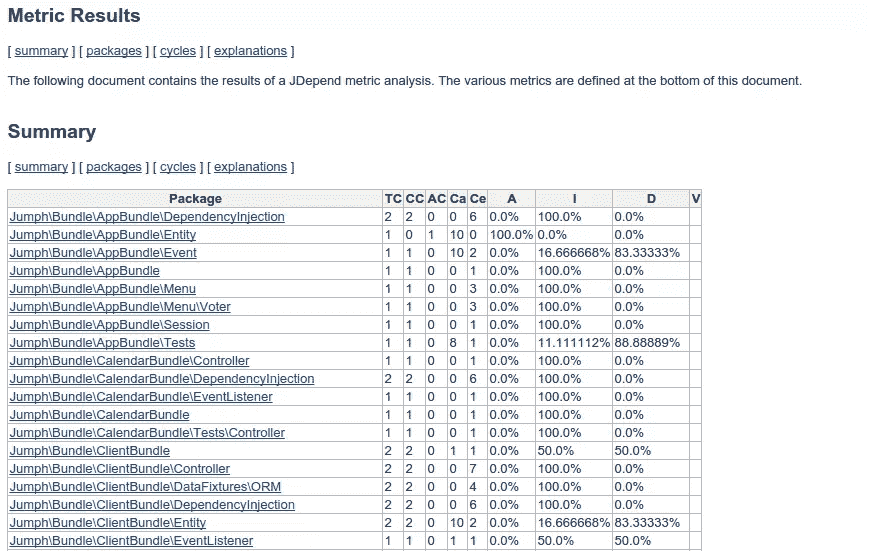 Metric Results
[ summary ] [ packages ] [ cycles ] [ explanations ]
The following document contains the results of a JDepend metric analysis. The various metrics are defined at the bottom of this document.
Summary
[ summary ] [ packages ] [ cycles ] [ explanations ]
Package TC CC AC Ca Ce A I D V
Jumph\Bundle\AppBundle\DependencyInjection 2 2 0 0 6 0.0% 100.0% 0.0%
Jumph\Bundle\AppBundle\Entity 1 0 1 10 0 100.0% 0.0% 0.0%
Jumph\Bundle\AppBundle\Event 1 1 0 10 2 0.0% 16.666668% 83.33333%
Jumph\Bundle\AppBundle 1 1 0 0 1 0.0% 100.0% 0.0%
Jumph\Bundle\AppBundle\Menu 1 1 0 0 3 0.0% 100.0% 0.0%
Jumph\Bundle\AppBundle\Menu\Voter 1 1 0 0 3 0.0% 100.0% 0.0%
Jumph\Bundle\AppBundle\Session 1 1 0 0 1 0.0% 100.0% 0.0%
Jumph\Bundle\AppBundle\Tests 1 1 0 8 1 0.0% 11.111112% 88.88889%
Jumph\Bundle\CalendarBundle\Controller 1 1 0 0 1 0.0% 100.0% 0.0%
Jumph\Bundle\CalendarBundle\DependencyInjection 2 2 0 0 6 0.0% 100.0% 0.0%
Jumph\Bundle\CalendarBundle\EventListener 1 1 0 0 1 0.0% 100.0% 0.0%
Jumph\Bundle\CalendarBundle 1 1 0 0 1 0.0% 100.0% 0.0%
Jumph\Bundle\CalendarBundle\Tests\Controller 1 1 0 0 1 0.0% 100.0% 0.0%
Jumph\Bundle\ClientBundle 2 2 0 1 1 0.0% 50.0% 50.0%
Jumph\Bundle\ClientBundle\Controller 2 2 0 0 7 0.0% 100.0% 0.0%
Jumph\Bundle\ClientBundle\DataFixtures\ORM 2 2 0 0 4 0.0% 100.0% 0.0%
Jumph\Bundle\ClientBundle\DependencyInjection 2 2 0 0 6 0.0% 100.0% 0.0%
Jumph\Bundle\ClientBundle\Entity 2 2 0 10 2 0.0% 16.666668% 83.33333%
Jumph\Bundle\ClientBundle\EventListener 1 1 0 1 1 0.0% 50.0% 50.0%